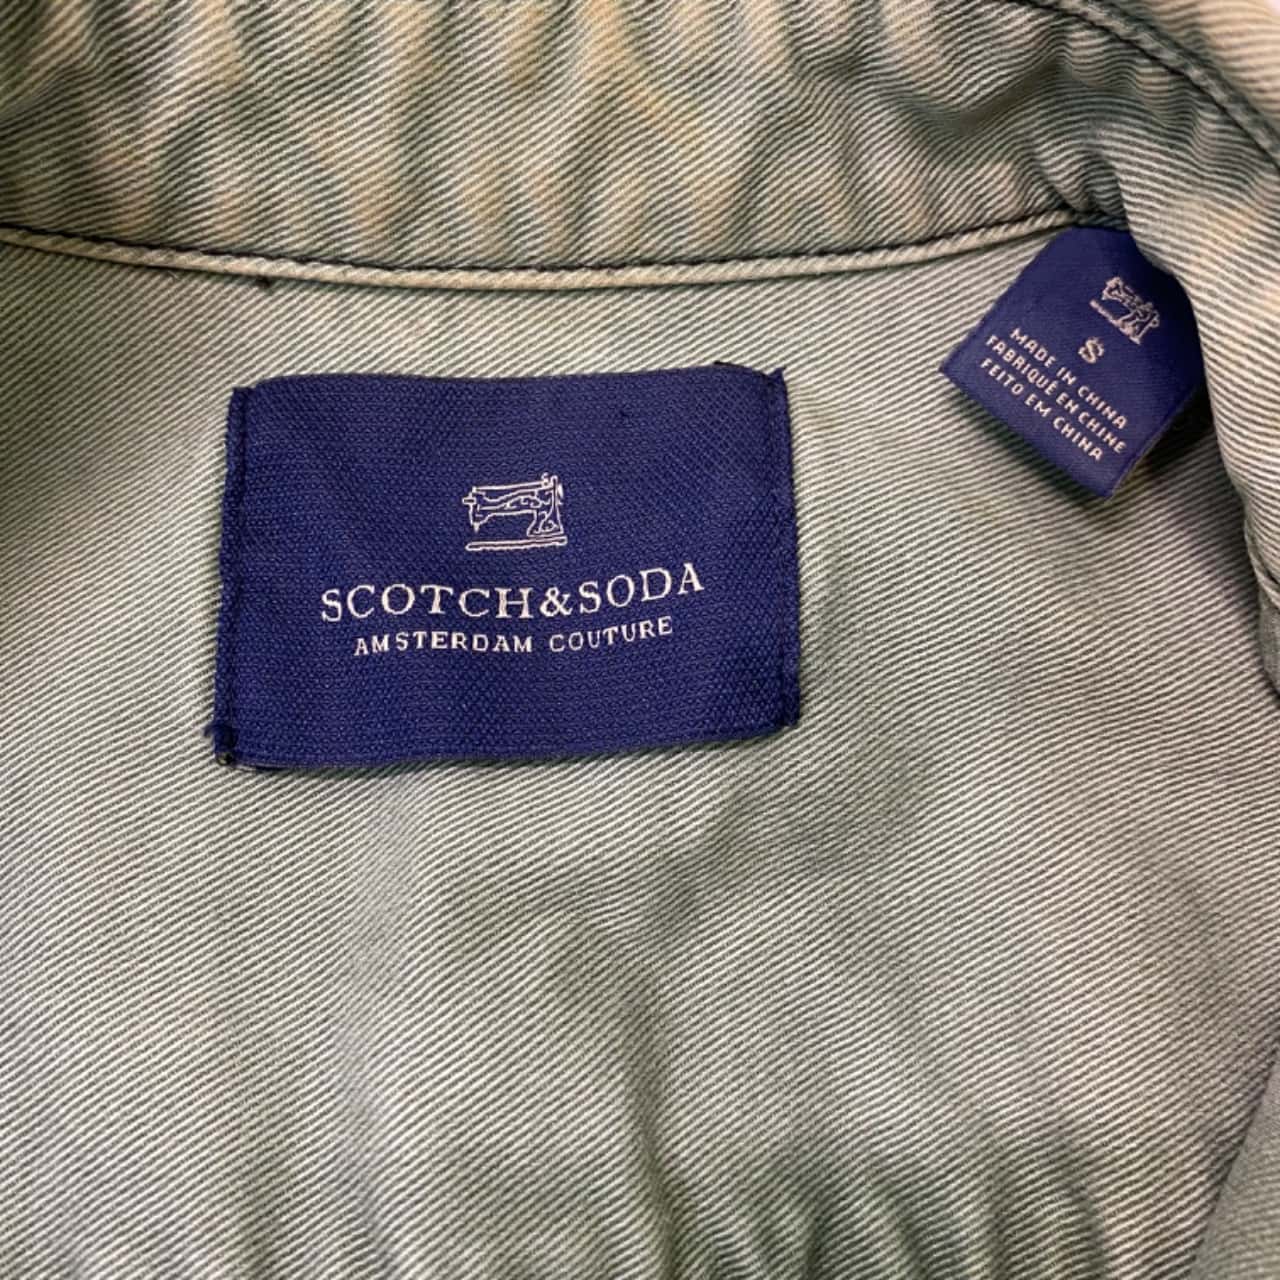 SCOTCH&SODA
AMSTERDAM COUTURE
S
MADE IN CHINA
FABRIQUÉ EN CHINE
FEITO EM CHINA